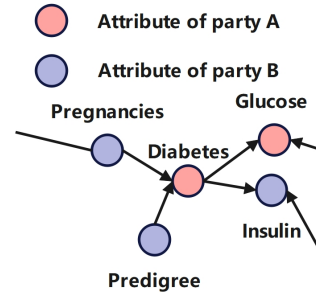 Attribute of party A
Attribute of party B
Pregnancies
Glucose
Diabetes
Insulin
Predigree